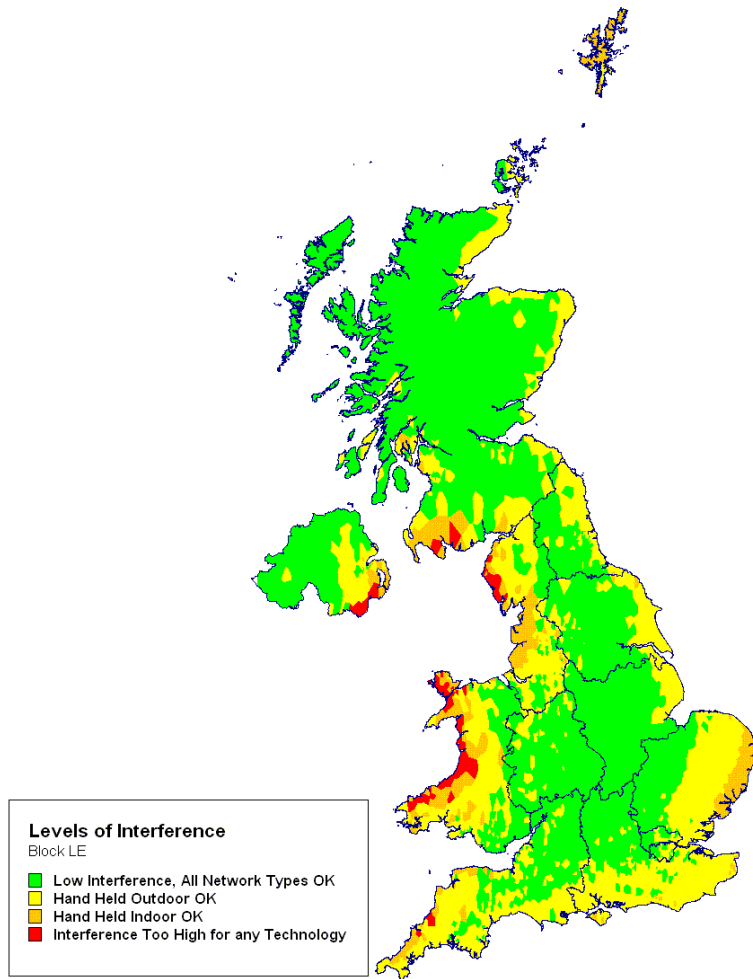 Levels of Interference
Block LE
Low Interference, All Network Types OK
Hand Held Outdoor OK
Hand Held Indoor OK
Interference Too High for any Technology